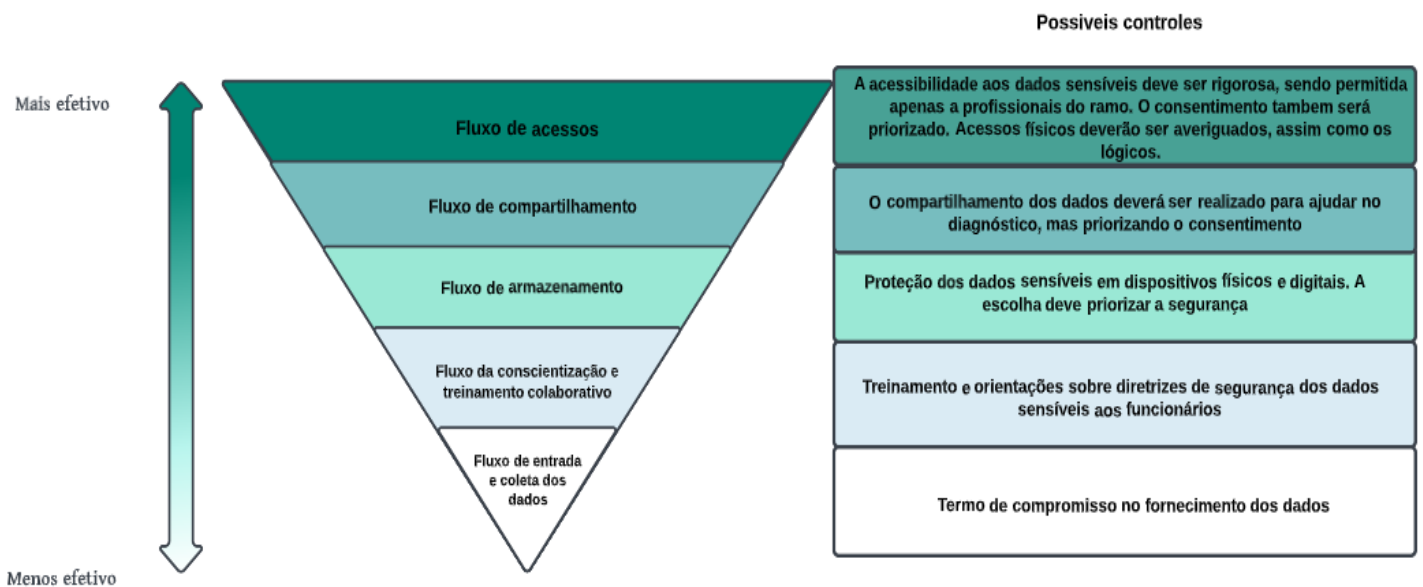 Possiveis controles
Mais efetivo
Fluxo de acessos
A acessibilidade aos dados sensíveis deve ser rigorosa, sendo permitida
apenas a profissionais do ramo. O consentimento tambem será
priorizado. Acessos físicos deverão ser averiguados, assim como os
lógicos.
Fluxo de compartilhamento
O compartilhamento dos dados deverá ser realizado para ajudar no
diagnóstico, mas priorizando o consentimento
Fluxo de armazenamento
Proteção dos dados sensíveis em dispositivos físicos e digitais. A
escolha deve priorizar a segurança
Fluxo da conscientização e
treinamento colaborativo
Treinamento e orientações sobre diretrizes de segurança dos dados
sensíveis aos funcionários
Fluxo de entrada
e coleta dos
dados
Termo de compromisso no fornecimento dos dados
Menos efetivo